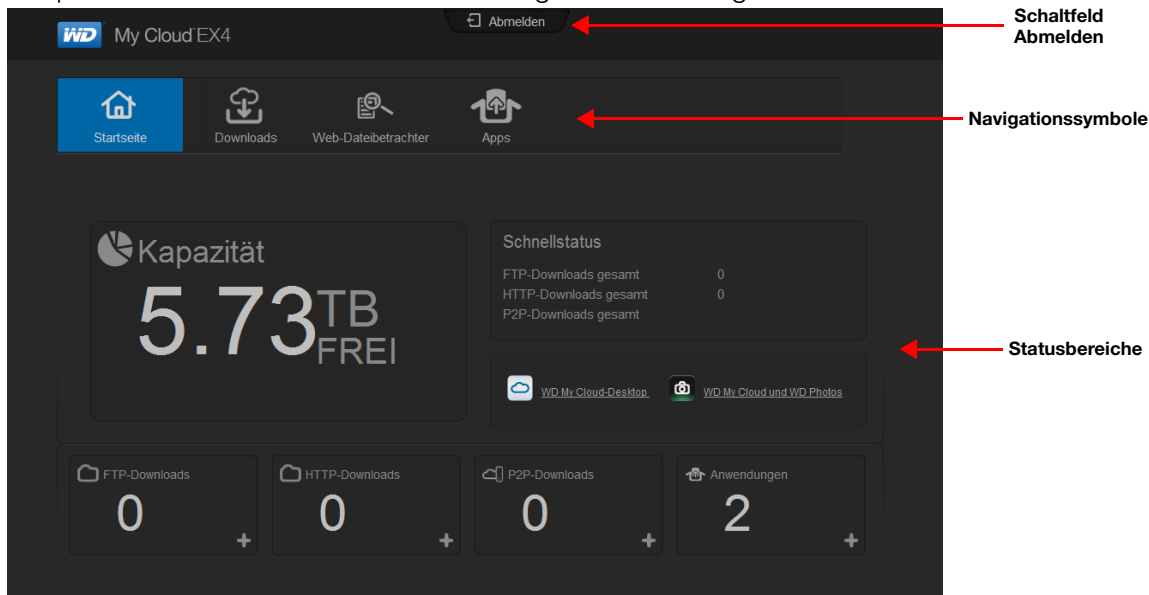 Abmelden
WD My Cloud EX4
Schaltfeld
Abmelden
Startseite
Downloads
Web-Dateibetrachter
Apps
Navigationssymbole
Kapazität
5.73 TB
FREI
Schnellstatus
FTP-Downloads gesamt 0
HTTP-Downloads gesamt 0
P2P-Downloads gesamt
Statusbereiche
WD My Cloud-Desktop
WD My Cloud und WD Photos
FTP-Downloads
0
+
HTTP-Downloads
0
+
P2P-Downloads
0
+
Anwendungen
2
+